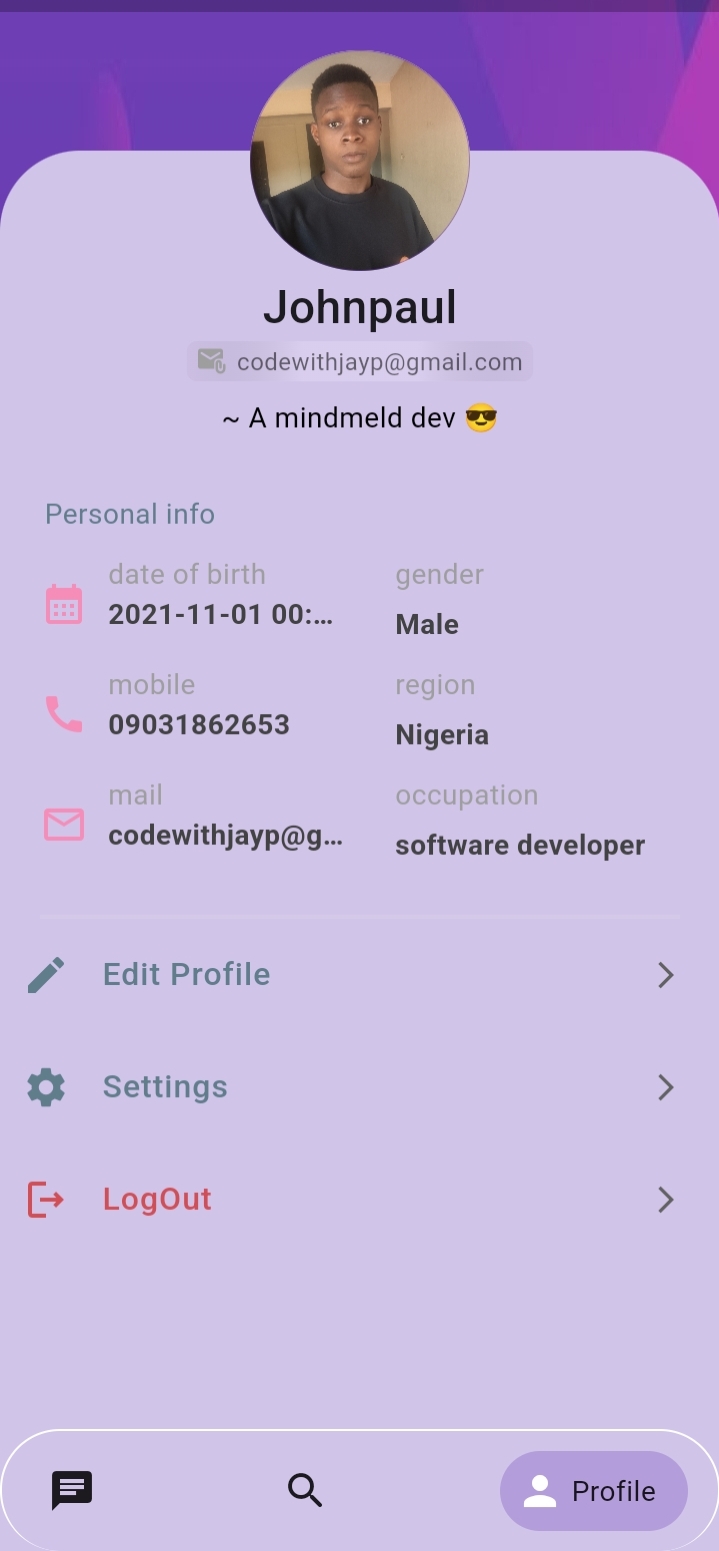 Johnpaul
codewithjayp@gmail.com
~ A mindmeld dev 😎
Personal info
date of birth
2021-11-01 00:...
gender
Male
mobile
09031862653
region
Nigeria
mail
codewithjayp@g...
occupation
software developer
Edit Profile
Settings
LogOut
Profile